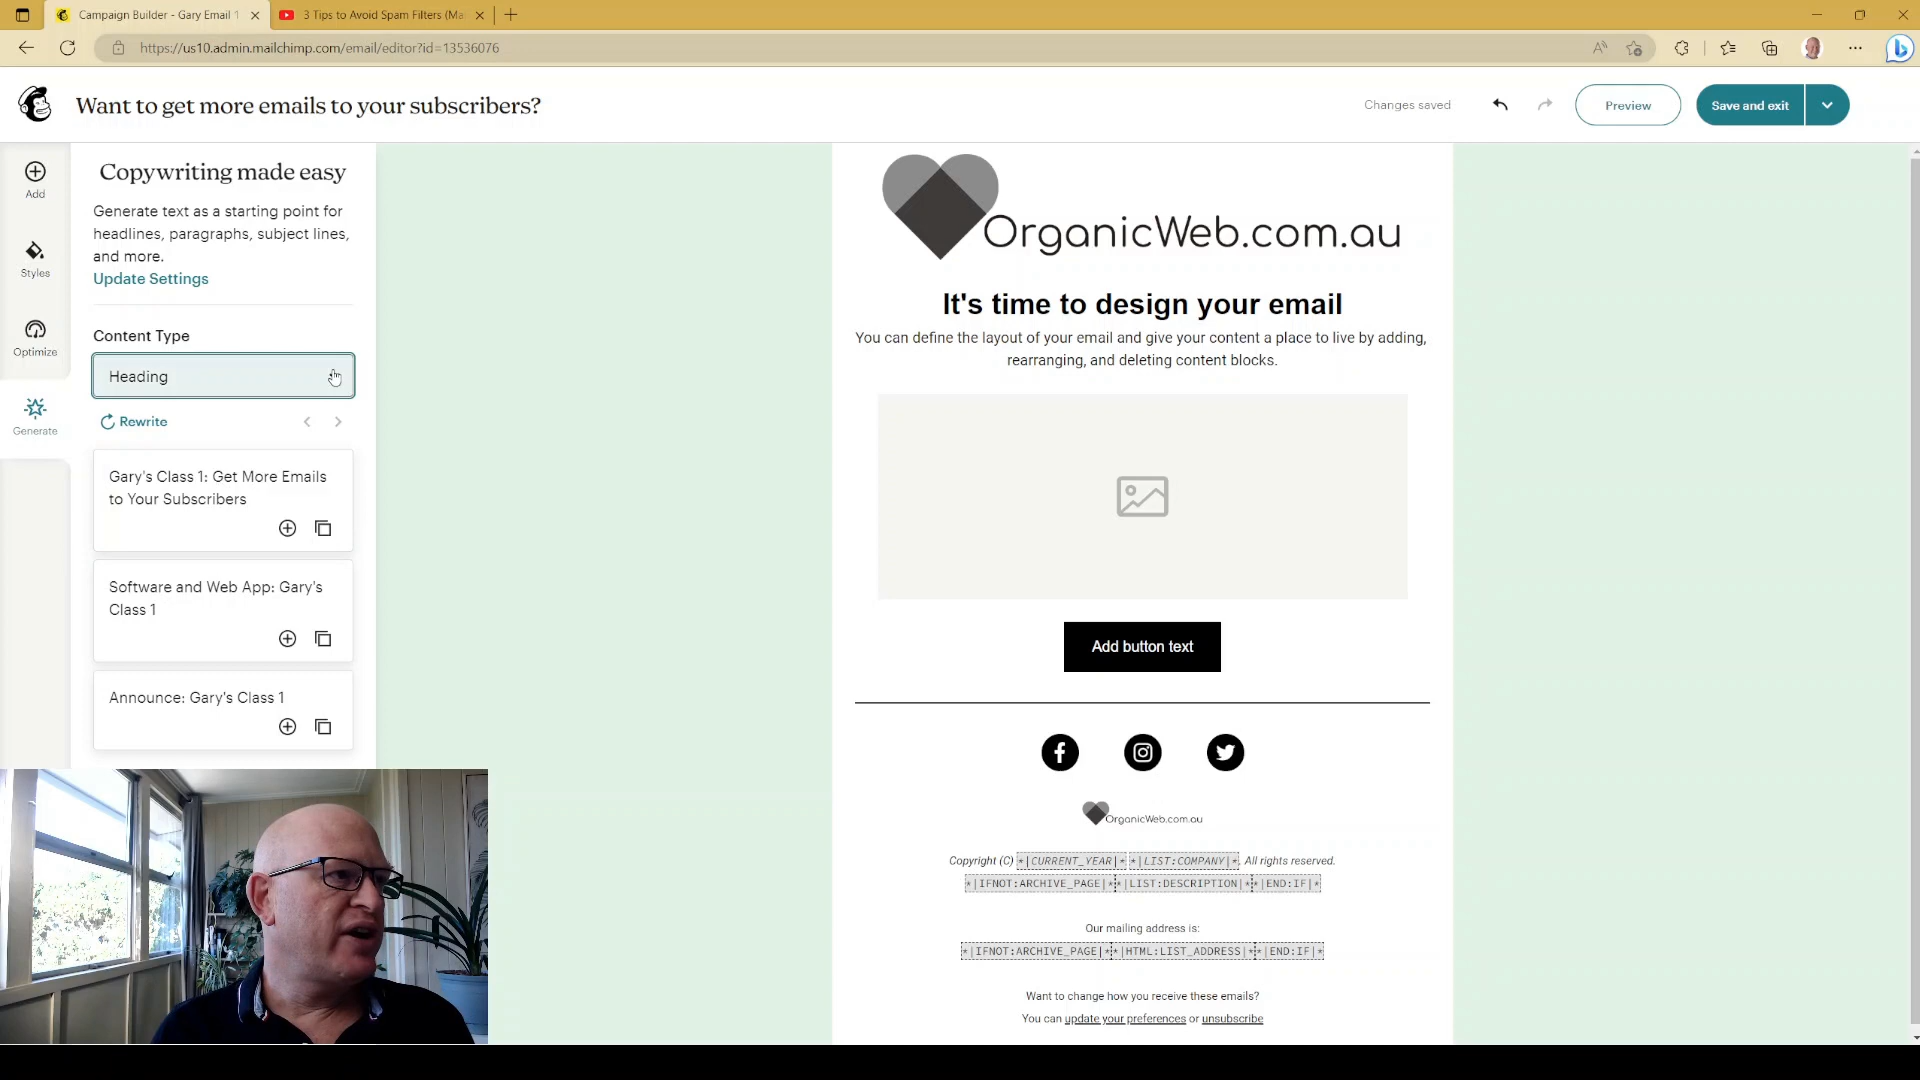 Campaign Builder - Gary Email 1
3 Tips to Avoid Spam Filters (Ma
https://us10.admin.mailchimp.com/email/editor?id=13536076
Want to get more emails to your subscribers?
Changes saved
Preview
Save and exit
Add
Styles
Optimize
Generate
Copywriting made easy
Generate text as a starting point for
headlines, paragraphs, subject lines,
and more.
Update Settings
Content Type
Heading
Rewrite
Gary's Class 1: Get More Emails
to Your Subscribers
Software and Web App: Gary's
Class 1
Announce: Gary's Class 1
OrganicWeb.com.au
It's time to design your email
You can define the layout of your email and give your content a place to live by adding,
rearranging, and deleting content blocks.
Add button text
OrganicWeb.com.au
Copyright (C) *|CURRENT_YEAR|* *|LIST:COMPANY|*. All rights reserved.
*|IFNOT:ARCHIVE_PAGE|**|LIST:DESCRIPTION|**|END:IF|*
Our mailing address is:
*|IFNOT:ARCHIVE_PAGE|**|HTML:LIST_ADDRESS|**|END:IF|*
Want to change how you receive these emails?
You can update your preferences or unsubscribe